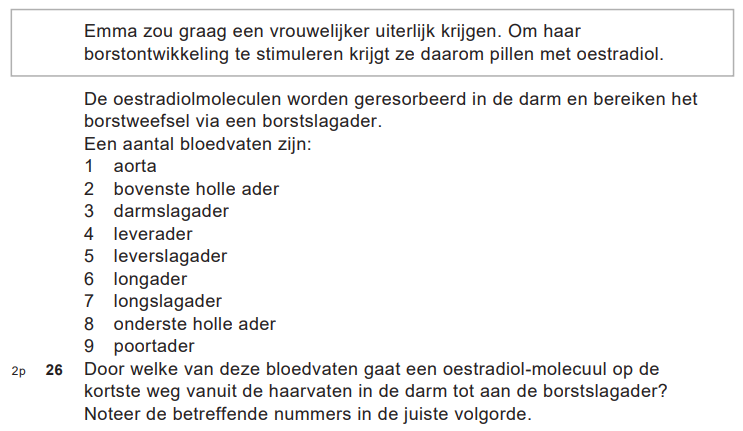 Emma zou graag een vrouwelijker uiterlijk krijgen. Om haar
borstontwikkeling te stimuleren krijgt ze daarom pillen met oestradiol.
De oestradiolmoleculen worden geresorbeerd in de darm en bereiken het
borstweefsel via een borstslagader.
Een aantal bloedvaten zijn:
1 aorta
2 bovenste holle ader
3 darmslagader
4 leverader
5 leverslagader
6 longader
7 longslagader
8 onderste holle ader
9 poortader
2p 26 Door welke van deze bloedvaten gaat een oestradiol-molecuul op de
kortste weg vanuit de haarvaten in de darm tot aan de borstslagader?
Noteer de betreffende nummers in de juiste volgorde.